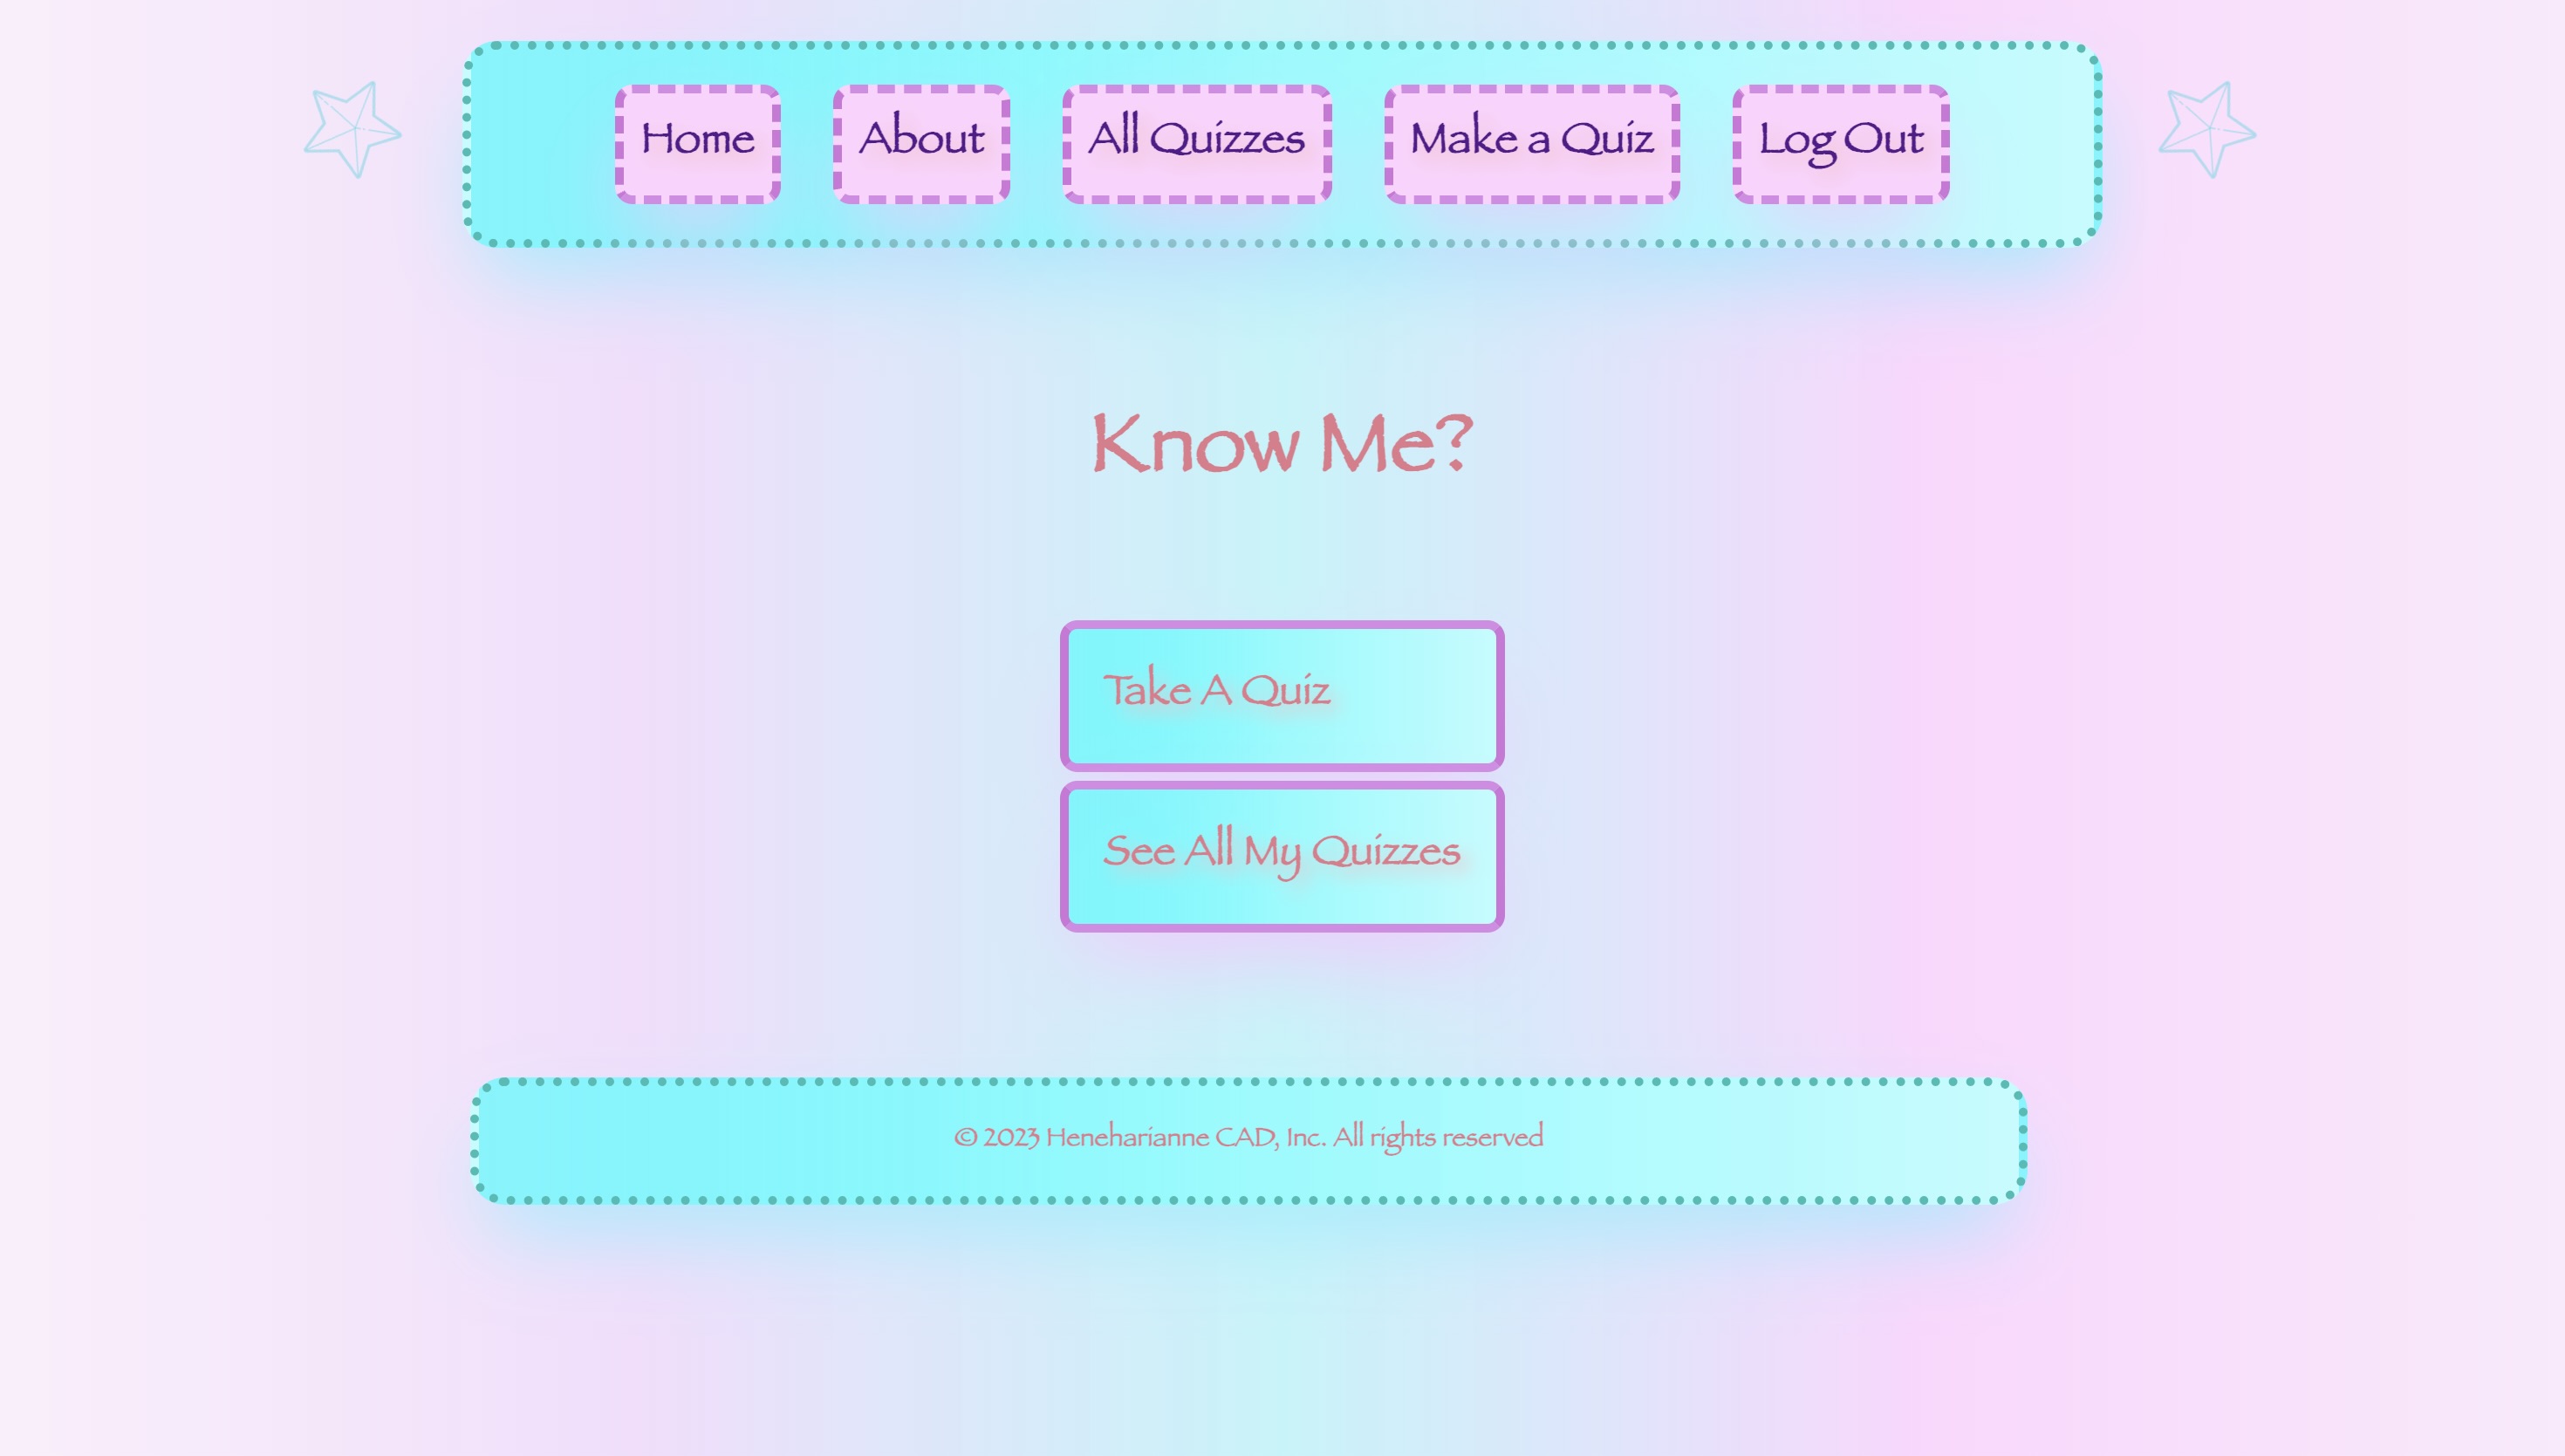 Home About All Quizzes Make a Quiz Log Out
Know Me?
Take A Quiz
See All My Quizzes
© 2023 Heneharianne CAD, Inc. All rights reserved